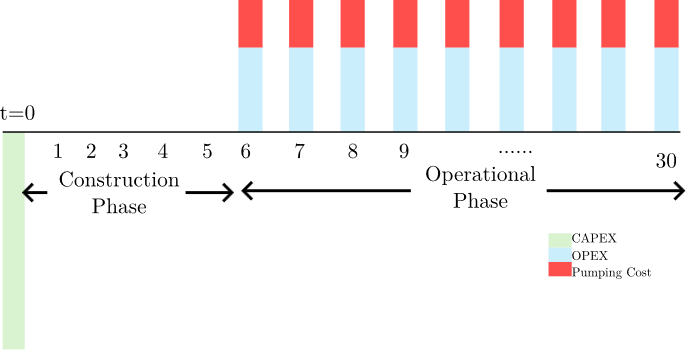 t=0
1 2 3 4 5 6 7 8 9 ...... 30
Construction
Phase
Operational
Phase
CAPEX
OPEX
Pumping Cost